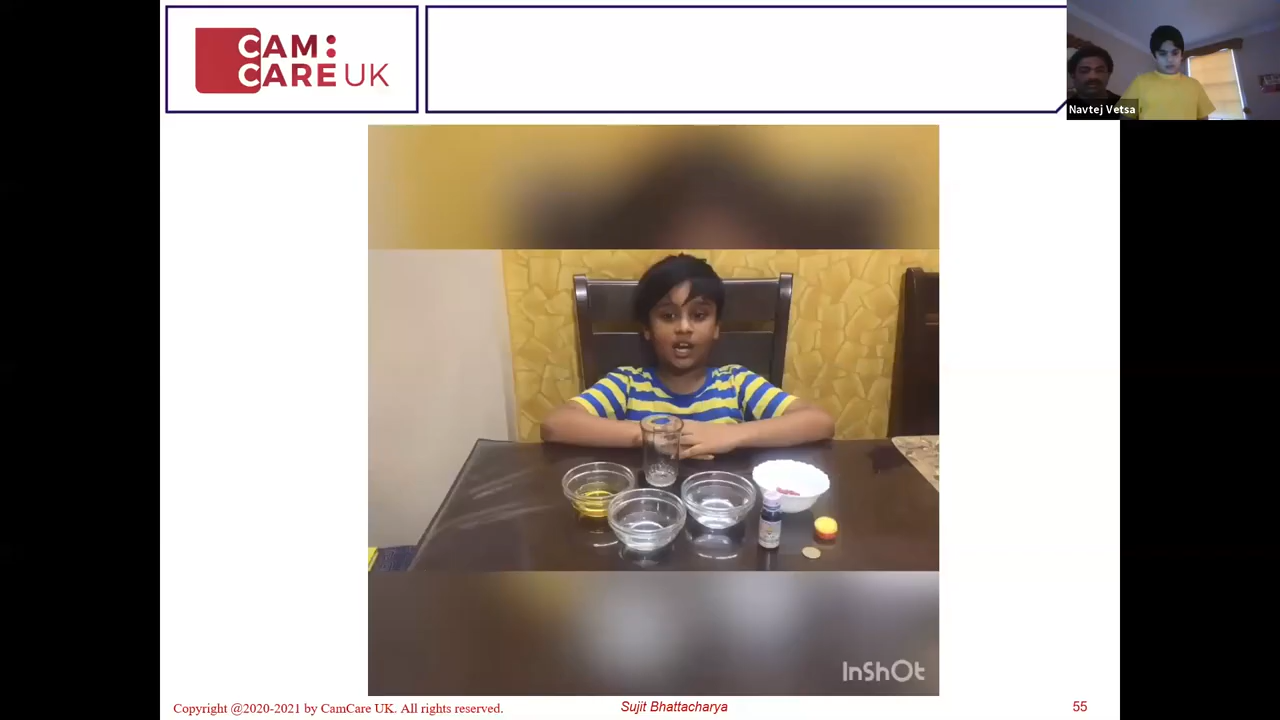 CAM:
CARE UK
Navtej Vetsa
InShOt
Copyright @2020-2021 by CamCare UK. All rights reserved.
Sujit Bhattacharya
55